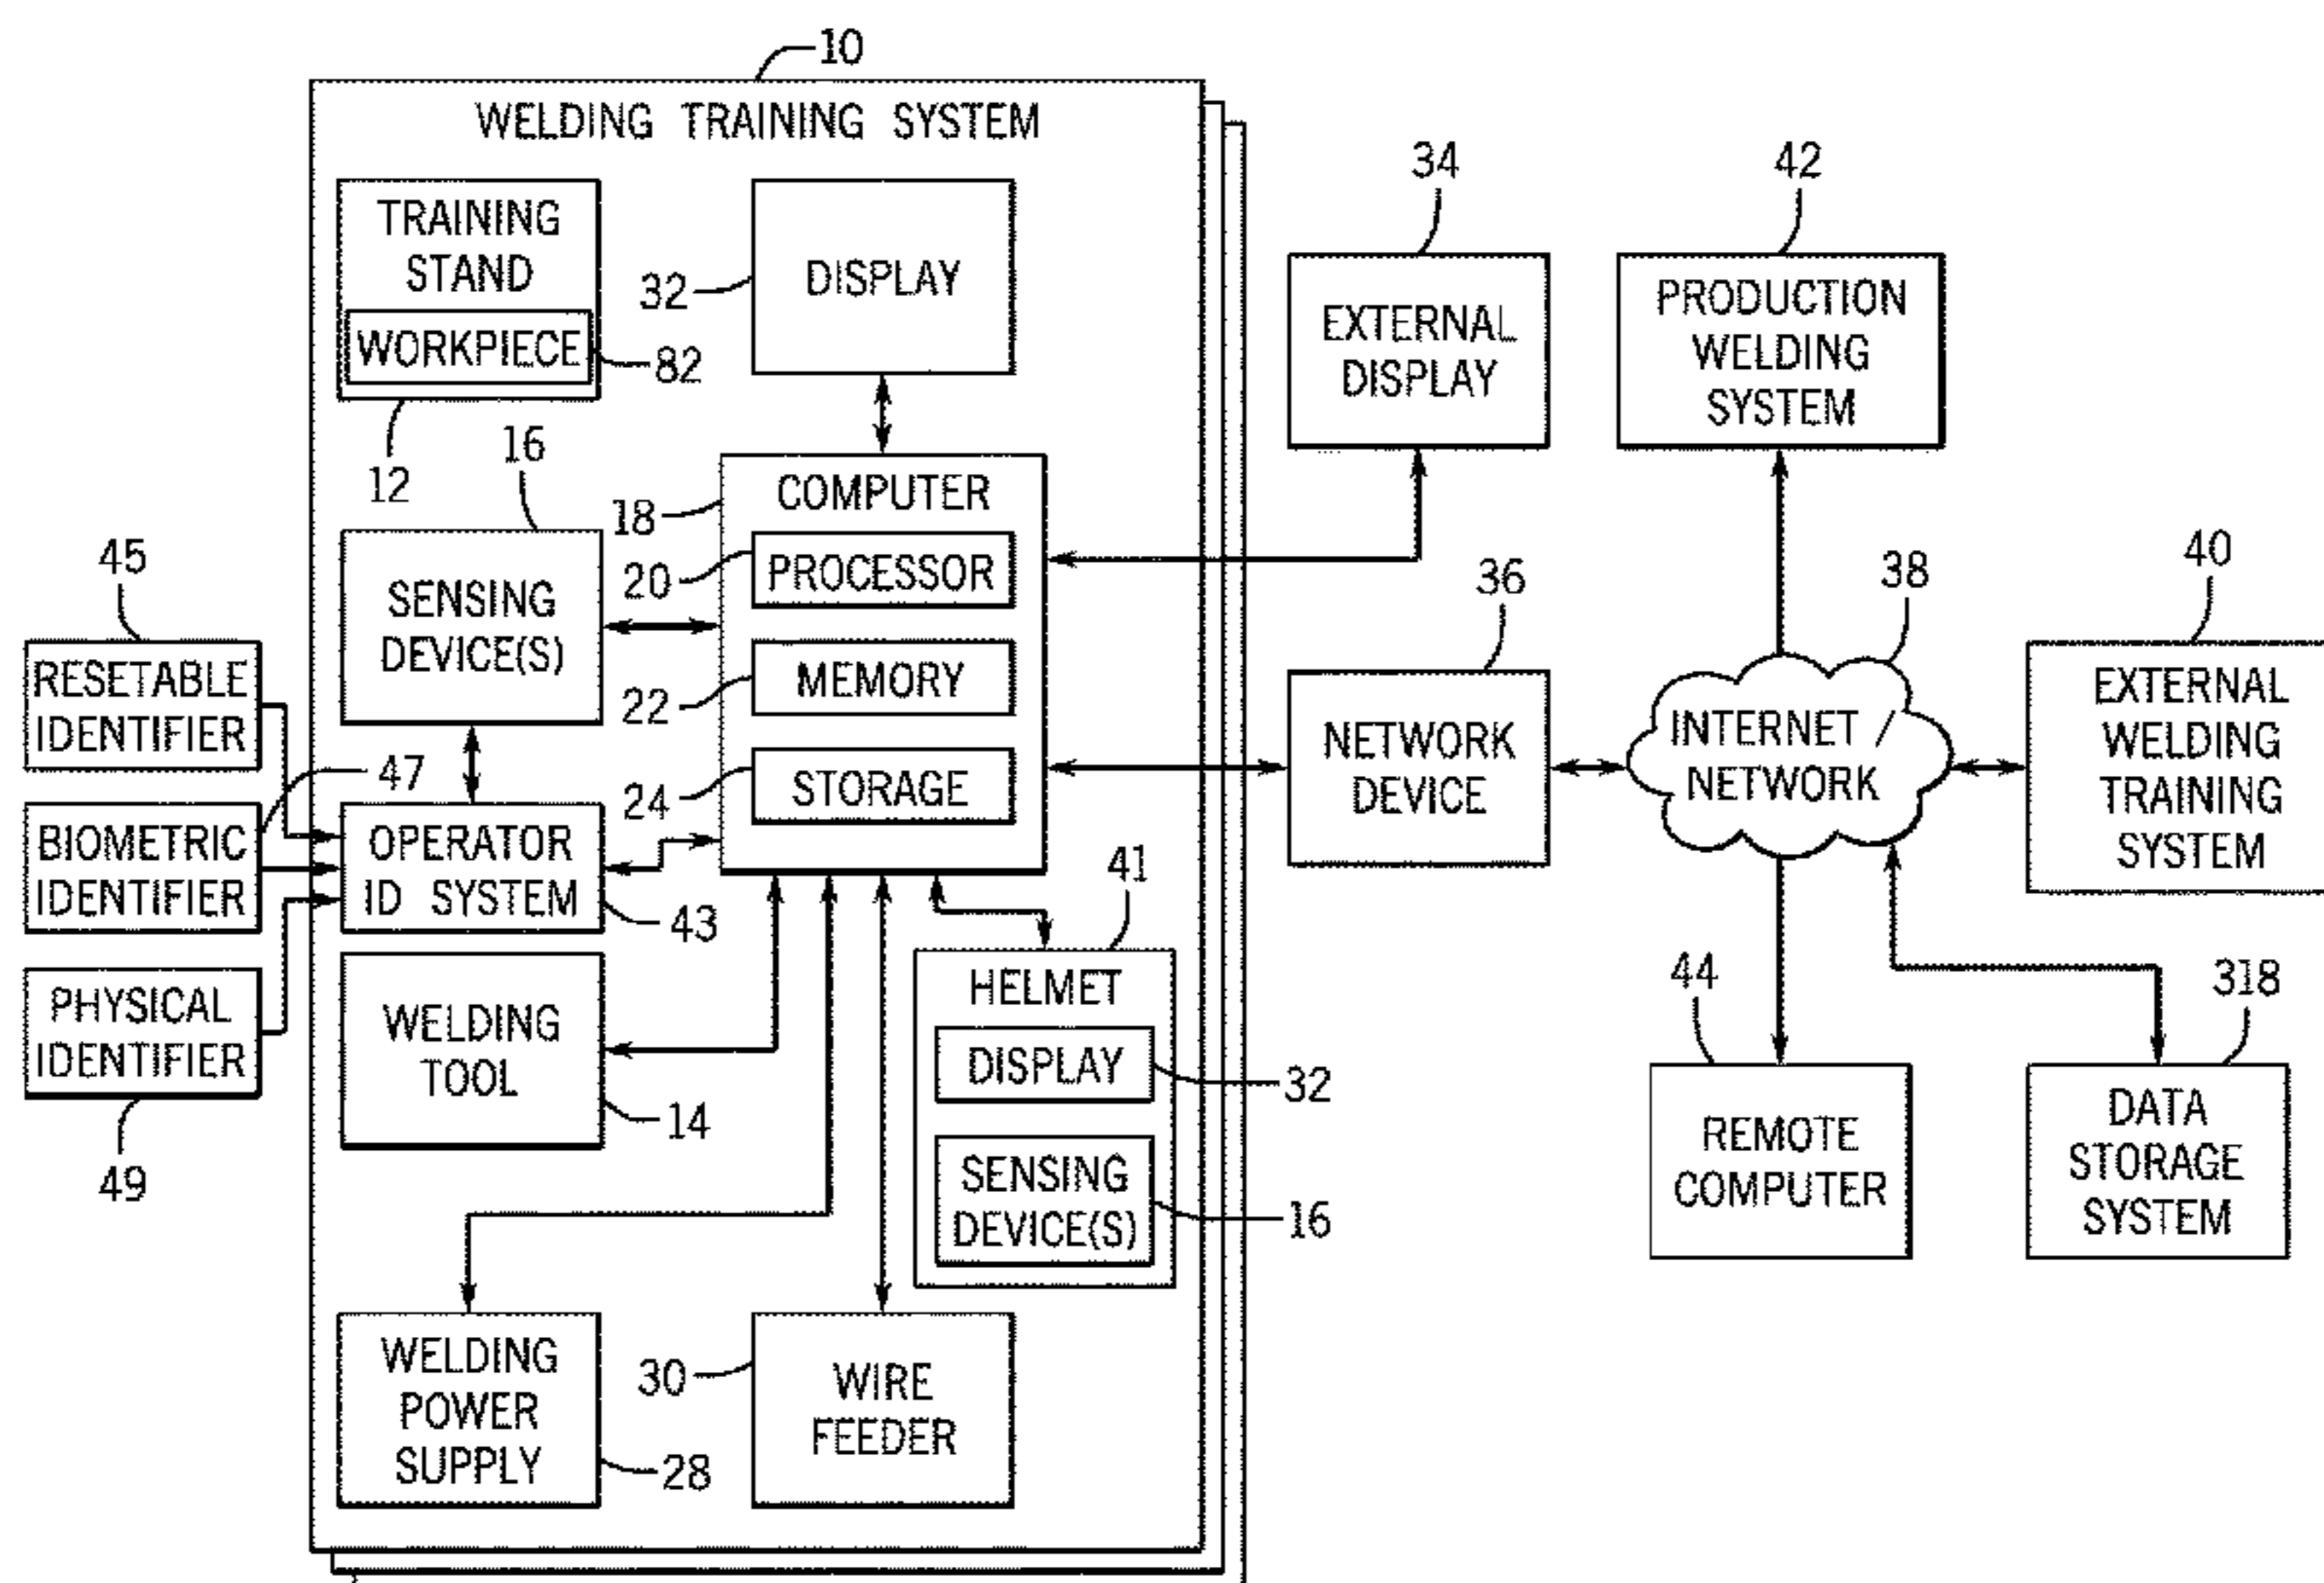 10
WELDING TRAINING SYSTEM
TRAINING
STAND
WORKPIECE
82
12
32
DISPLAY
34
EXTERNAL
DISPLAY
42
PRODUCTION
WELDING
SYSTEM
16
SENSING
DEVICE(S)
18
COMPUTER
20
PROCESSOR
22
MEMORY
24
STORAGE
45
RESETABLE
IDENTIFIER
47
BIOMETRIC
IDENTIFIER
PHYSICAL
IDENTIFIER
49
OPERATOR
ID SYSTEM
43
WELDING
TOOL
14
36
NETWORK
DEVICE
38
INTERNET /
NETWORK
40
EXTERNAL
WELDING
TRAINING
SYSTEM
41
HELMET
DISPLAY
32
SENSING
DEVICE(S)
16
44
REMOTE
COMPUTER
318
DATA
STORAGE
SYSTEM
WELDING
POWER
SUPPLY
28
30
WIRE
FEEDER